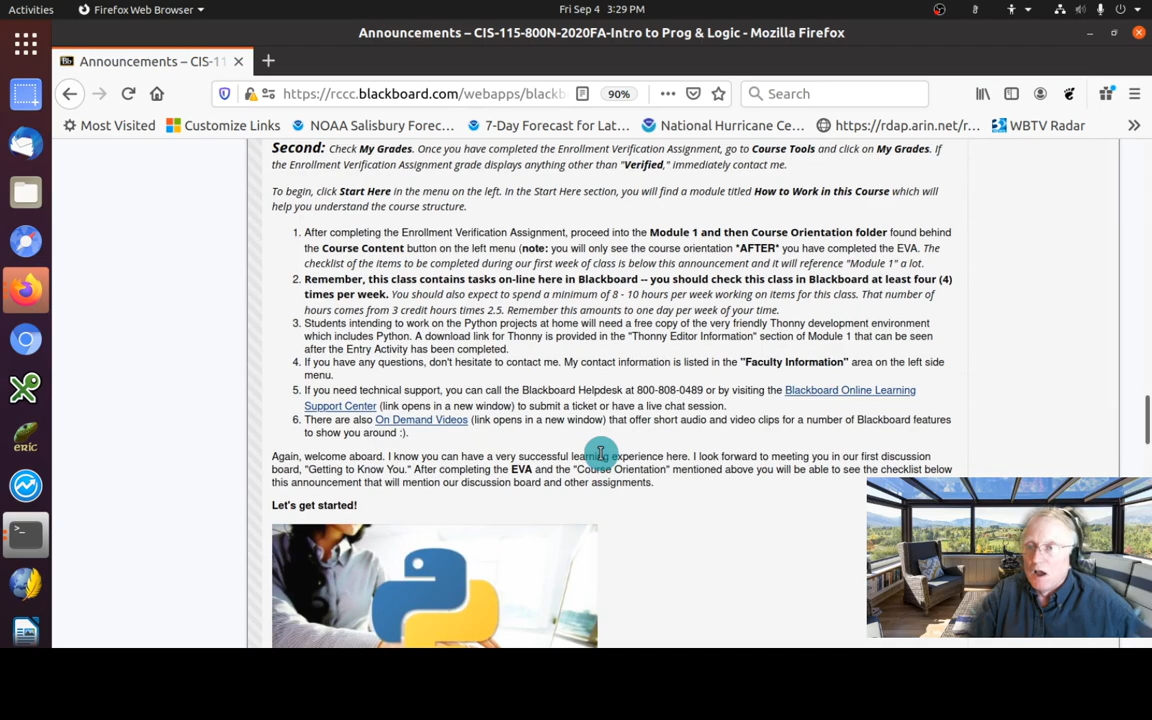 Activities
Firefox Web Browser
Fri Sep 4 3:29 PM
Announcements – CIS-115-800N-2020FA-Intro to Prog & Logic - Mozilla Firefox
Bb Announcements – CIS-11
https://rccc.blackboard.com/webapps/blackb
90%
Search
Most Visited
Customize Links
NOAA Salisbury Forec...
7-Day Forecast for Lat...
National Hurricane Ce...
https://rdap.arin.net/r...
WBTV Radar
Second: Check My Grades. Once you have completed the Enrollment Verification Assignment, go to Course Tools and click on My Grades. If
the Enrollment Verification Assignment grade displays anything other than "Verified," immediately contact me.
To begin, click Start Here in the menu on the left. In the Start Here section, you will find a module titled How to Work in this Course which will
help you understand the course structure.
1. After completing the Enrollment Verification Assignment, proceed into the Module 1 and then Course Orientation folder found behind
the Course Content button on the left menu (note: you will only see the course orientation *AFTER* you have completed the EVA. The
checklist of the items to be completed during our first week of class is below this announcement and it will reference "Module 1" a lot.
2. Remember, this class contains tasks on-line here in Blackboard -- you should check this class in Blackboard at least four (4)
times per week. You should also expect to spend a minimum of 8 - 10 hours per week working on items for this class. That number of
hours comes from 3 credit hours times 2.5. Remember this amounts to one day per week of your time.
3. Students intending to work on the Python projects at home will need a free copy of the very friendly Thonny development environment
which includes Python. A download link for Thonny is provided in the "Thonny Editor Information" section of Module 1 that can be seen
after the Entry Activity has been completed.
4. If you have any questions, don't hesitate to contact me. My contact information is listed in the "Faculty Information" area on the left side
menu.
5. If you need technical support, you can call the Blackboard Helpdesk at 800-808-0489 or by visiting the Blackboard Online Learning
Support Center (link opens in a new window) to submit a ticket or have a live chat session.
6. There are also On Demand Videos (link opens in a new window) that offer short audio and video clips for a number of Blackboard features
to show you around :).
Again, welcome aboard. I know you can have a very successful learning experience here. I look forward to meeting you in our first discussion
board, "Getting to Know You." After completing the EVA and the "Course Orientation" mentioned above you will be able to see the checklist below
this announcement that will mention our discussion board and other assignments.
Let's get started!
eric